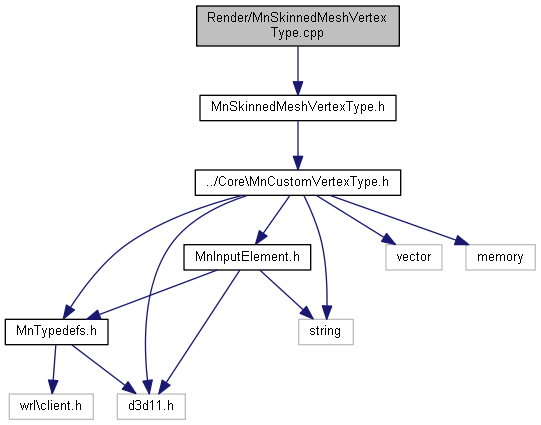 Render/MnSkinnedMeshVertex
Type.cpp
MnSkinnedMeshVertexType.h
../Core\MnCustomVertexType.h
MnInputElement.h
vector
memory
MnTypedefs.h
string
wrl\client.h
d3d11.h